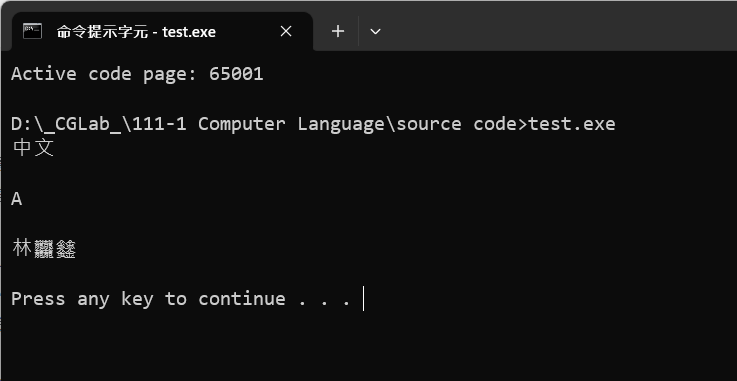 命令提示字元 - test.exe
Active code page: 65001
D:\_CGLab_\111-1 Computer Language\source code>test.exe
中文
A
林𪚥鑫
Press any key to continue . . .